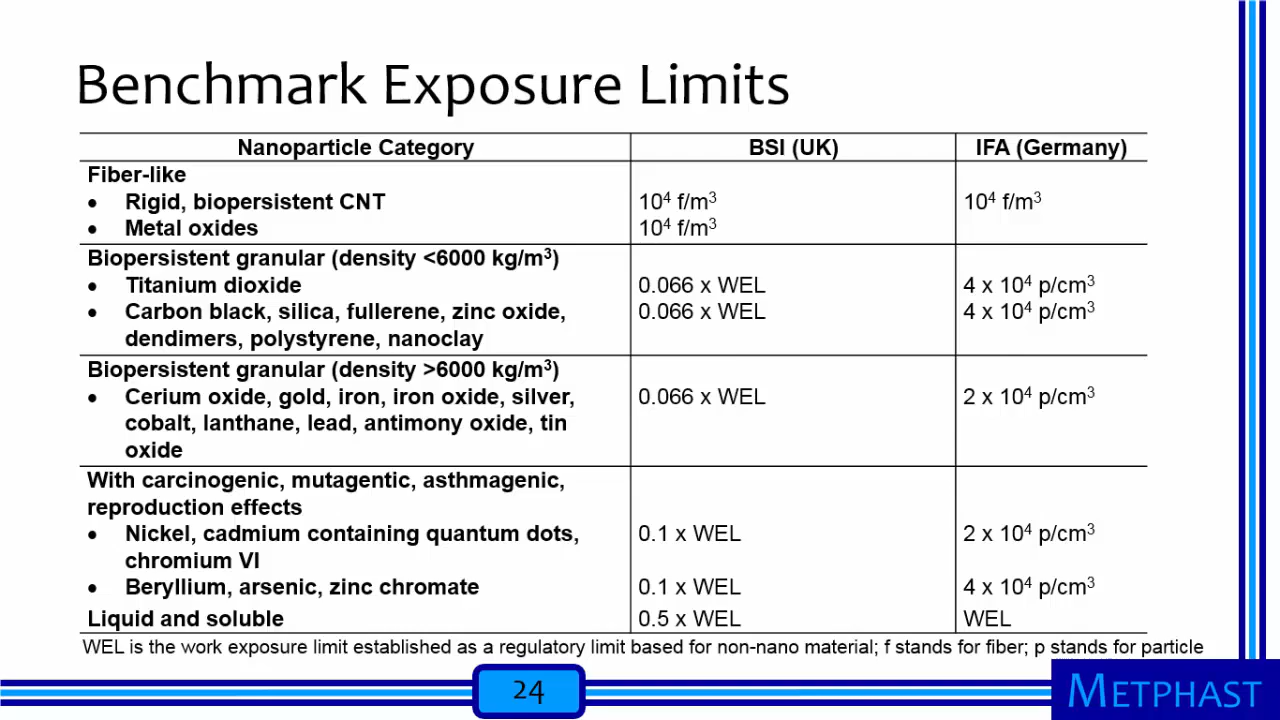 Benchmark Exposure Limits
Nanoparticle Category BSI (UK) IFA (Germany)
Fiber-like
• Rigid, biopersistent CNT 10⁴ f/m³ 10⁴ f/m³
• Metal oxides 10⁴ f/m³
Biopersistent granular (density <6000 kg/m³)
• Titanium dioxide 0.066 x WEL 4 x 10⁴ p/cm³
• Carbon black, silica, fullerene, zinc oxide, 0.066 x WEL 4 x 10⁴ p/cm³
dendimers, polystyrene, nanoclay
Biopersistent granular (density >6000 kg/m³)
• Cerium oxide, gold, iron, iron oxide, silver, 0.066 x WEL 2 x 10⁴ p/cm³
cobalt, lanthane, lead, antimony oxide, tin
oxide
With carcinogenic, mutagentic, asthmagenic,
reproduction effects
• Nickel, cadmium containing quantum dots, 0.1 x WEL 2 x 10⁴ p/cm³
chromium VI
• Beryllium, arsenic, zinc chromate 0.1 x WEL 4 x 10⁴ p/cm³
Liquid and soluble 0.5 x WEL WEL
WEL is the work exposure limit established as a regulatory limit based for non-nano material; f stands for fiber; p stands for particle
24
METPHAST